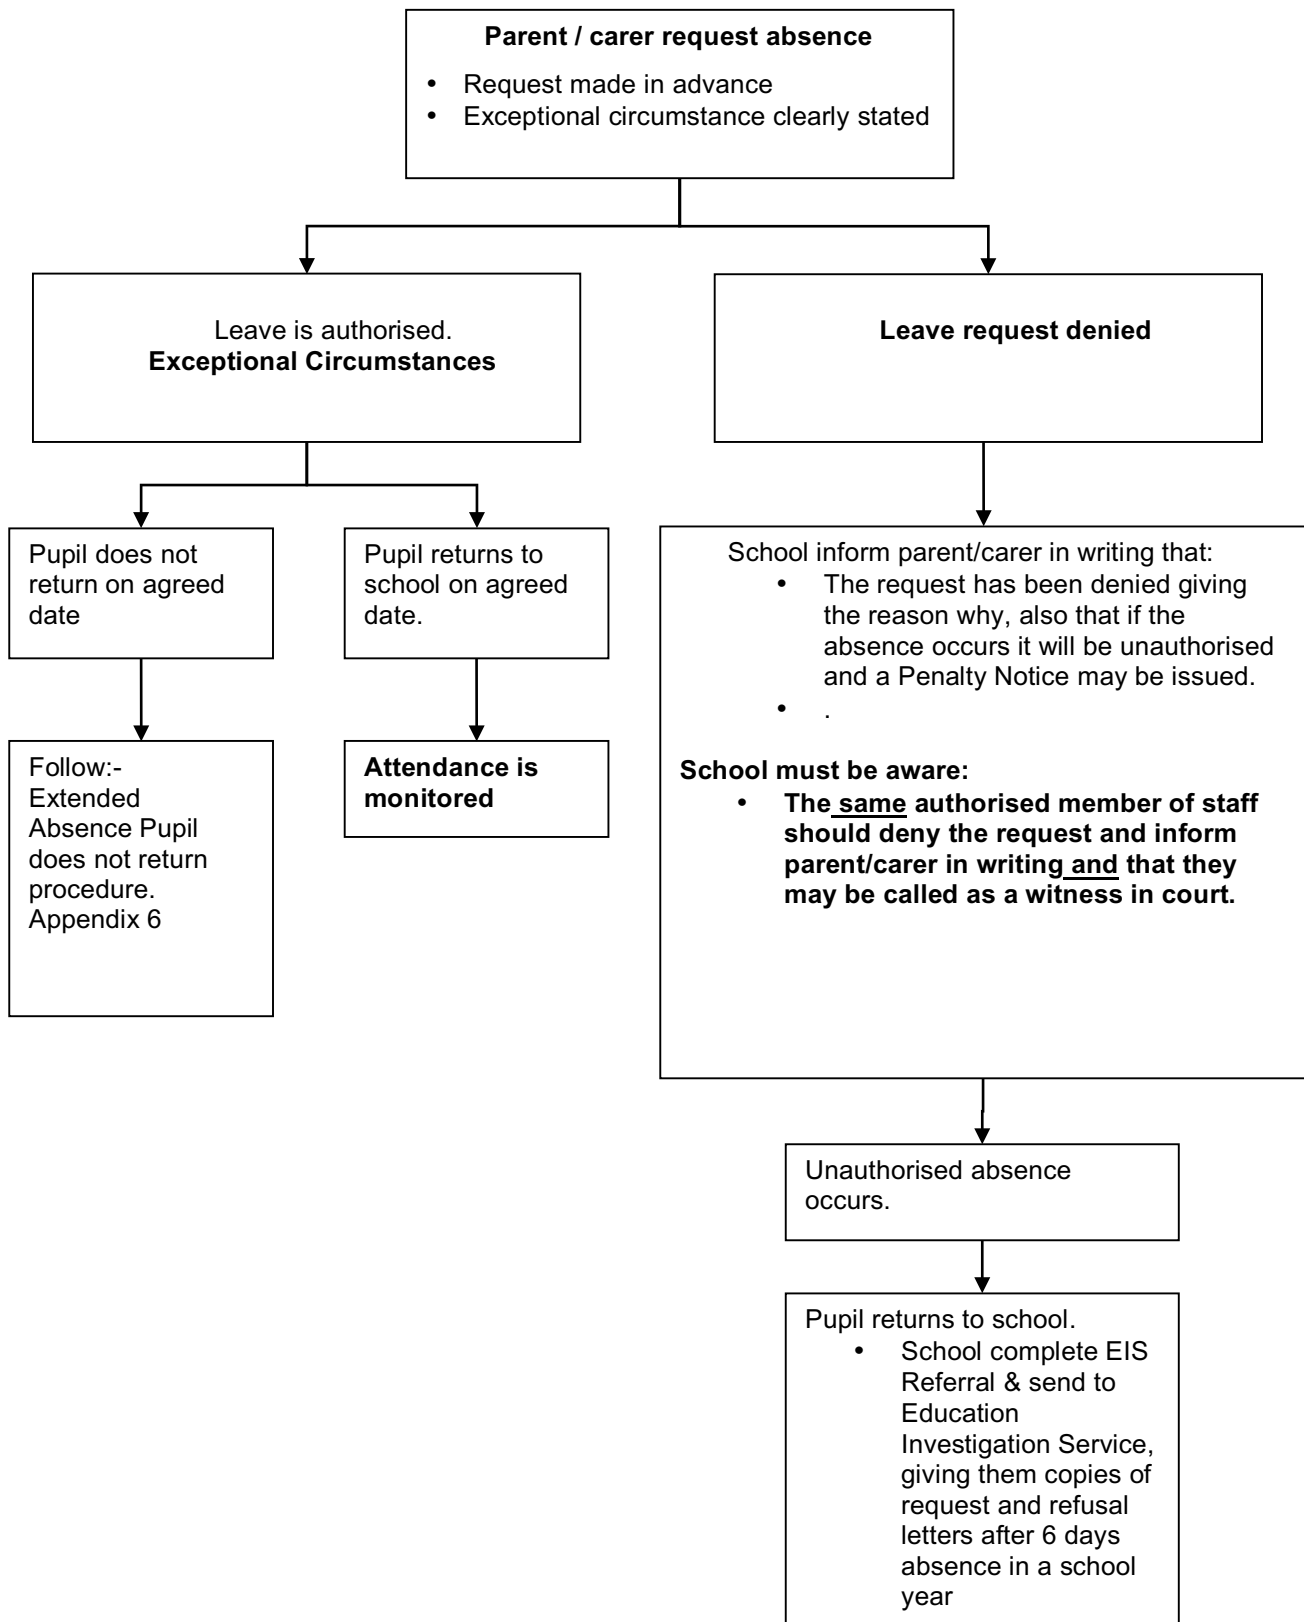 Parent / carer request absence
• Request made in advance
• Exceptional circumstance clearly stated
Leave is authorised.
Exceptional Circumstances
Leave request denied
Pupil does not
return on agreed
date
Pupil returns to
school on agreed
date.
Follow:-
Extended
Absence Pupil
does not return
procedure.
Appendix 6
Attendance is
monitored
School inform parent/carer in writing that:
• The request has been denied giving
the reason why, also that if the
absence occurs it will be unauthorised
and a Penalty Notice may be issued.
• .
School must be aware:
• The same authorised member of staff
should deny the request and inform
parent/carer in writing and that they
may be called as a witness in court.
Unauthorised absence
occurs.
Pupil returns to school.
• School complete EIS
Referral & send to
Education
Investigation Service,
giving them copies of
request and refusal
letters after 6 days
absence in a school
year